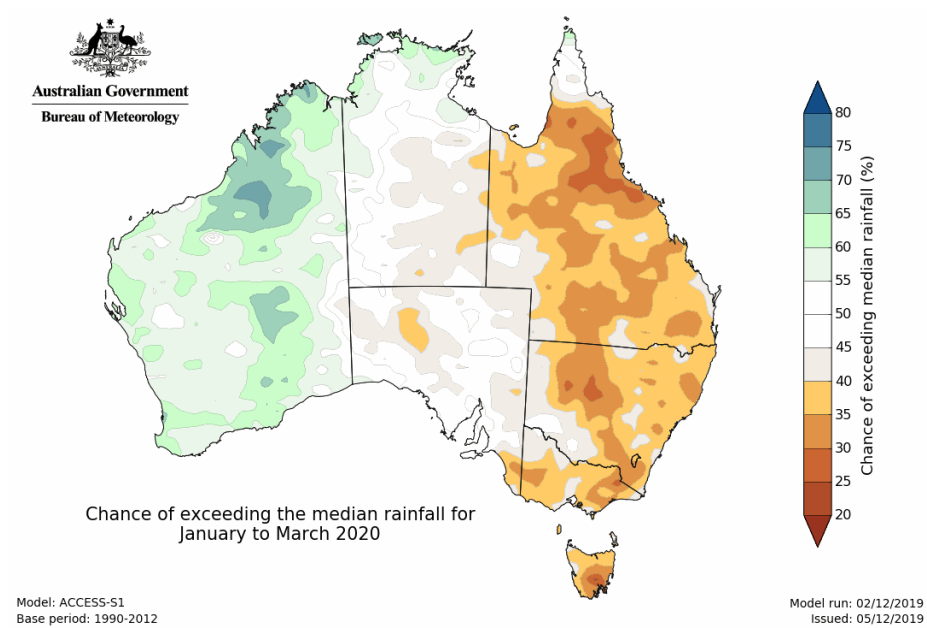 Australian Government
Bureau of Meteorology
80
75
70
65
60
55
50
45
40
35
30
25
20
Chance of exceeding median rainfall (%)
Chance of exceeding the median rainfall for
January to March 2020
Model: ACCESS-S1
Base period: 1990-2012
Model run: 02/12/2019
Issued: 05/12/2019